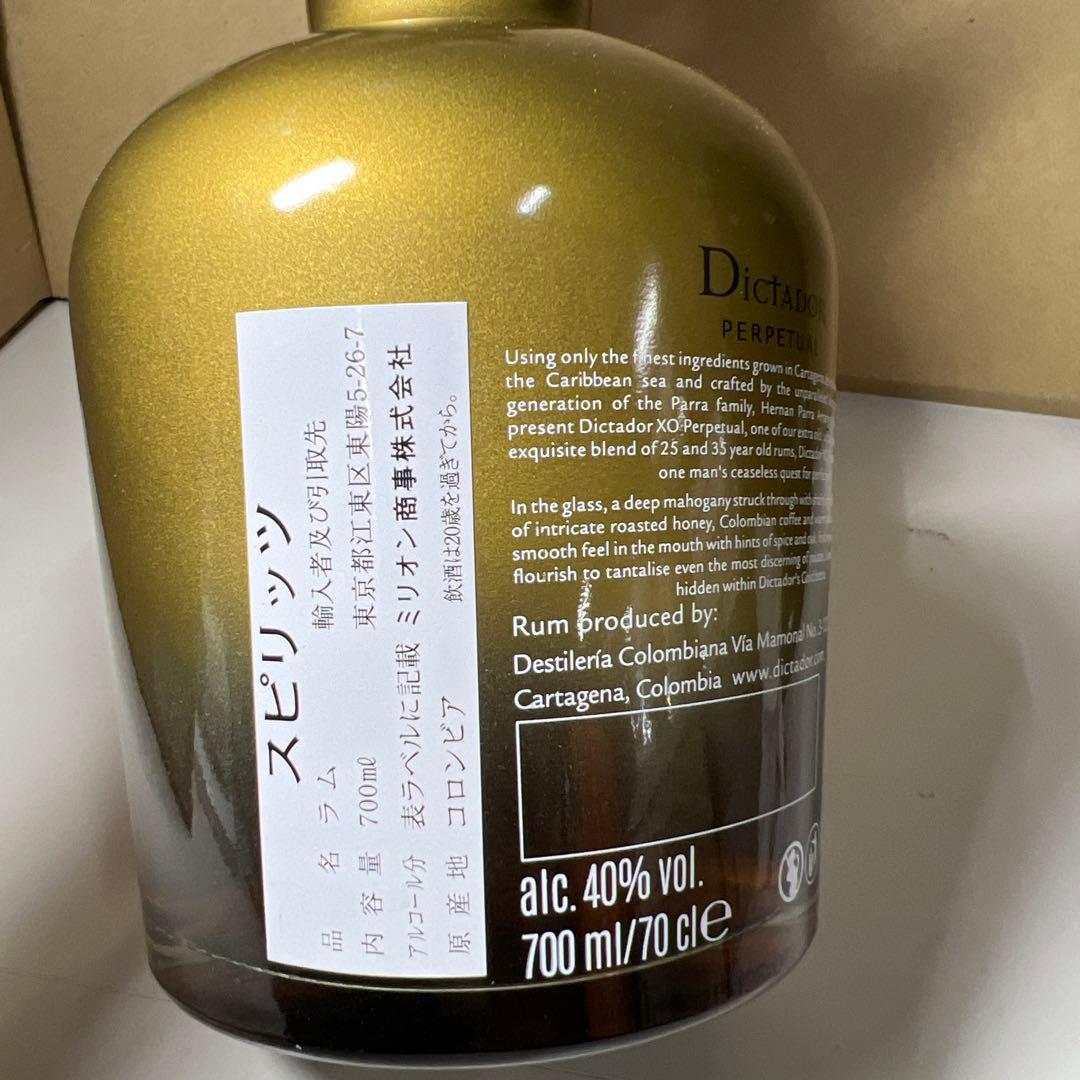 スピリッツ
品名 ラム
内容量 700ml
アルコール分 表ラベルに記載
原産地 コロンビア
輸入者及び引取先
東京都江東区東陽5-26-7
ミリオン商事株式会社
飲酒は20歳を過ぎてから。
DICTADO
PERPETUAL
Using only the finest ingredients grown in Cartagena
the Caribbean sea and crafted by the
generation of the Parra family, Hernan Parra
present Dictador XO Perpetual, one of our extra
exquisite blend of 25 and 35 year old rums,
one man's ceaseless quest for
In the glass, a deep mahogany struck through with
of intricate roasted honey, Colombian coffee and
smooth feel in the mouth with hints of spice and
flourish to tantalise even the most discerning of
hidden within Dictador's
Rum produced by:
Destilería Colombiana Vía Mamonal No.
Cartagena, Colombia www.dictador.com
alc. 40% vol.
700 ml/70 cl e